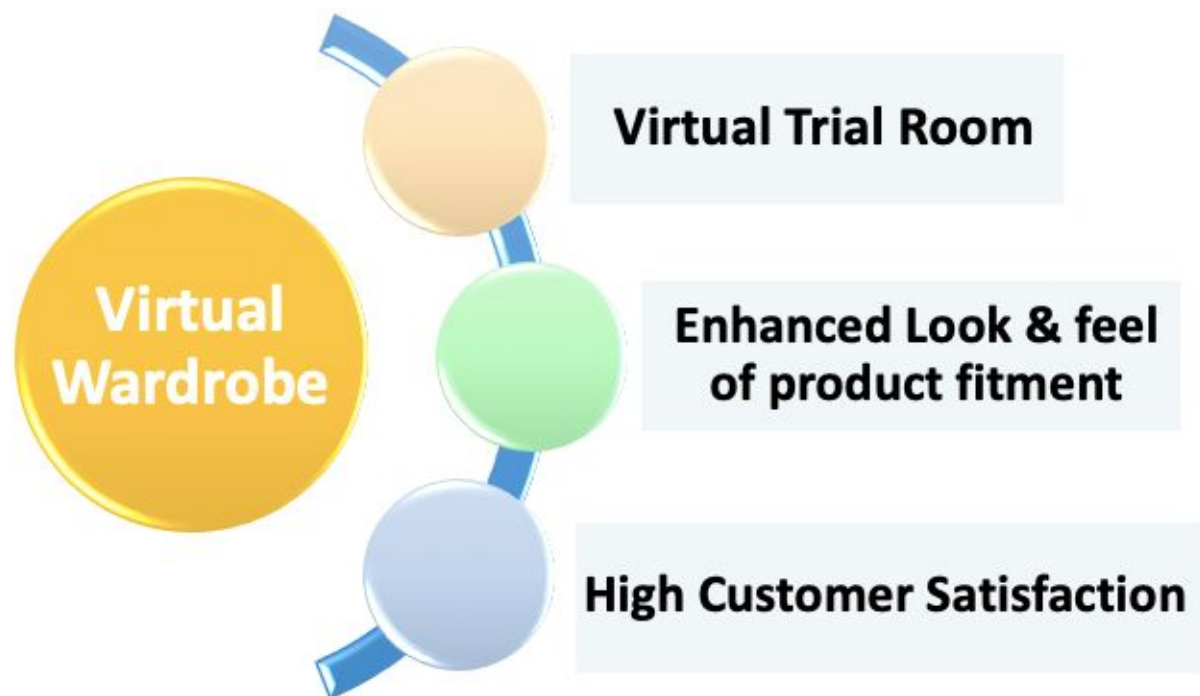 Virtual
Wardrobe
Virtual Trial Room
Enhanced Look & feel
of product fitment
High Customer Satisfaction